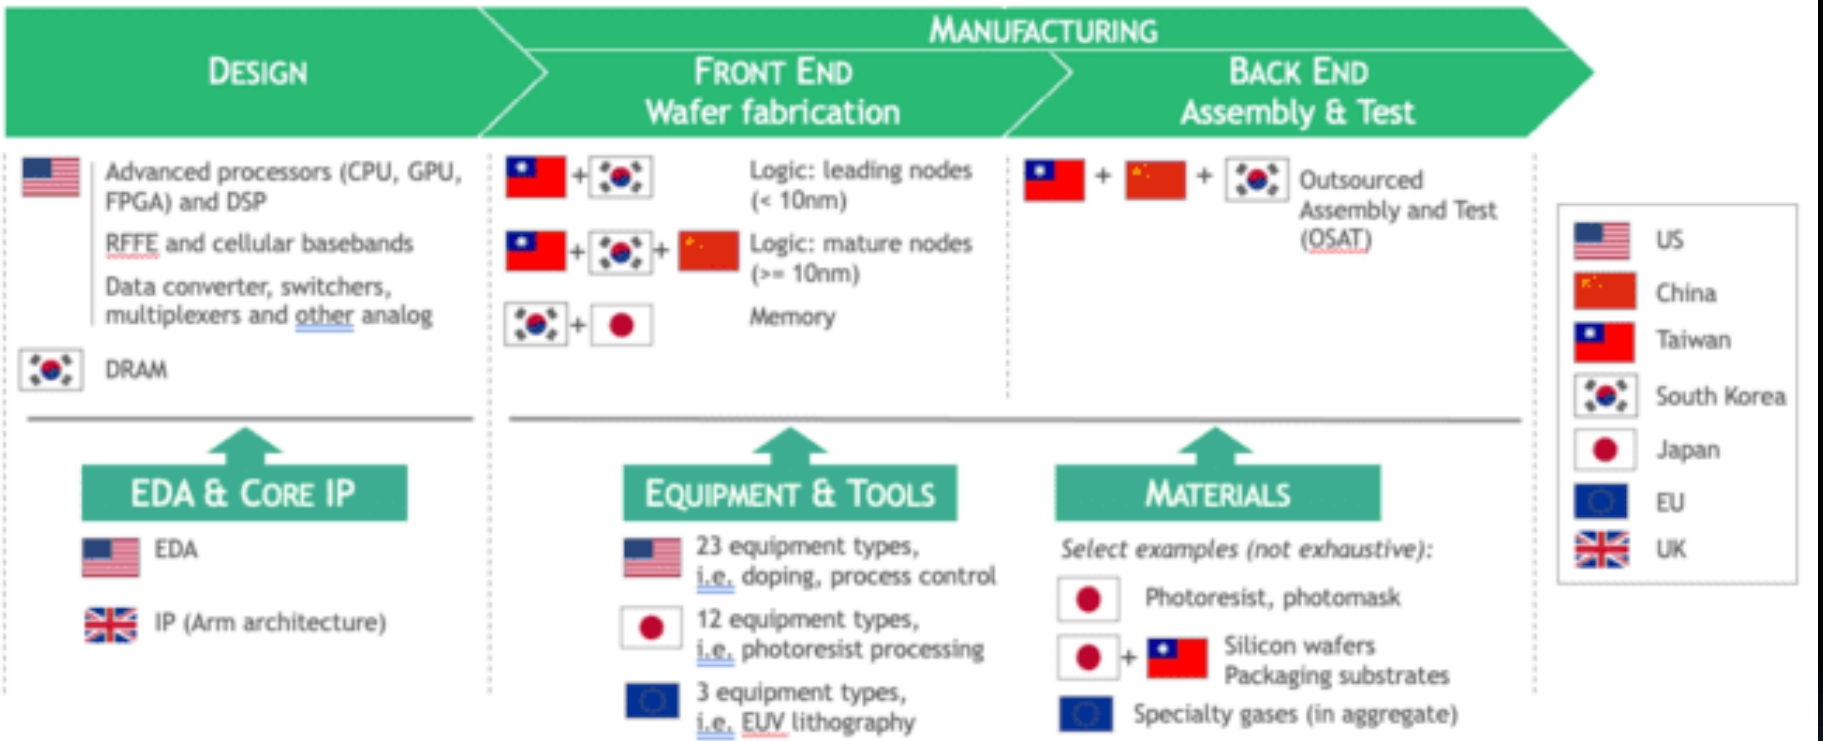 DESIGN
MANUFACTURING
FRONT END
Wafer fabrication
BACK END
Assembly & Test
Advanced processors (CPU, GPU,
FPGA) and DSP
RFFE and cellular basebands
Data converter, switchers,
multiplexers and other analog
DRAM
+
Logic: leading nodes
(< 10nm)
+ +
Logic: mature nodes
(>= 10nm)
+
Memory
+ +
Outsourced
Assembly and Test
(OSAT)
EDA & CORE IP
EDA
IP (Arm architecture)
EQUIPMENT & TOOLS
23 equipment types,
i.e. doping, process control
12 equipment types,
i.e. photoresist processing
3 equipment types,
i.e. EUV lithography
MATERIALS
Select examples (not exhaustive):
Photoresist, photomask
+
Silicon wafers
Packaging substrates
Specialty gases (in aggregate)
US
China
Taiwan
South Korea
Japan
EU
UK